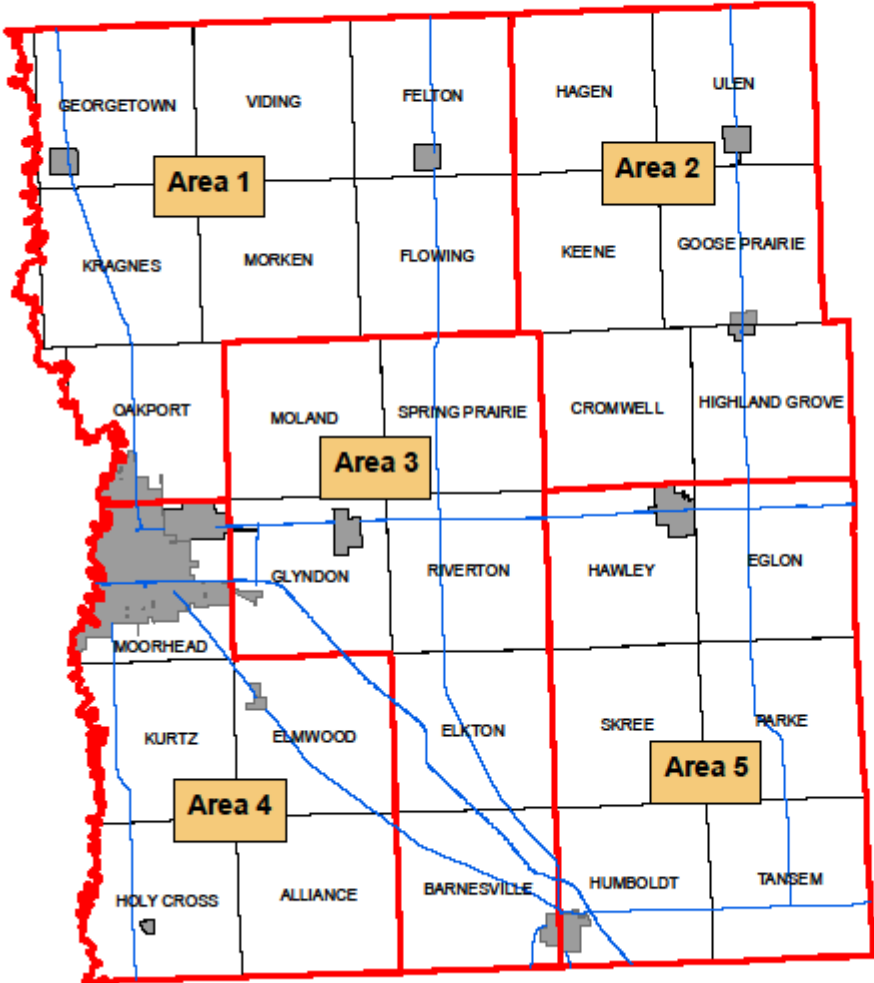 ULEN
HAGEN
FELTON
VIDING
GEORGETOWN
Area 1
Area 2
GOOSE PRAIRIE
KEENE
FLOWING
MORKEN
KRAGNES
HIGHLAND GROVE
CROMWELL
SPRING PRAIRIE
MOLAND
OAKPORT
Area 3
EGLON
HAWLEY
RIVERTON
GLYNDON
MOORHEAD
PARKE
SKREE
ELKTON
ELMWOOD
KURTZ
Area 5
Area 4
TANSEM
HUMBOLDT
BARNESVILLE
ALLIANCE
HOLY CROSS